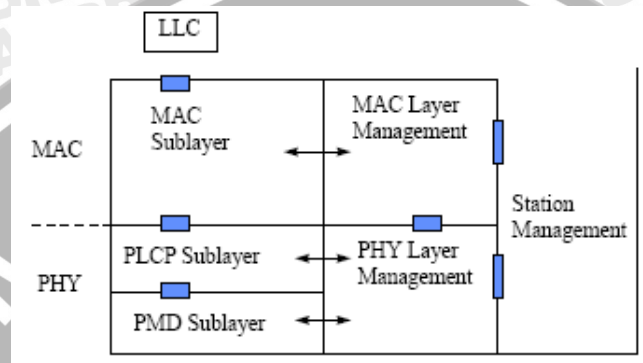 LLC
MAC
MAC
Sublayer
MAC Layer
Management
Station
Management
PHY
PLCP Sublayer
PHY Layer
Management
PMD Sublayer